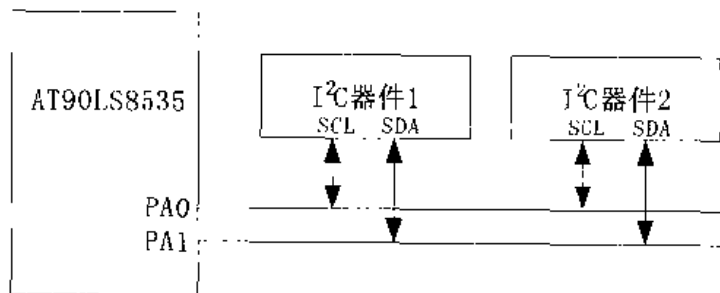 AT90LS8535
I²C器件1
SCL SDA
I²C器件2
SCL SDA
PA0
PA1